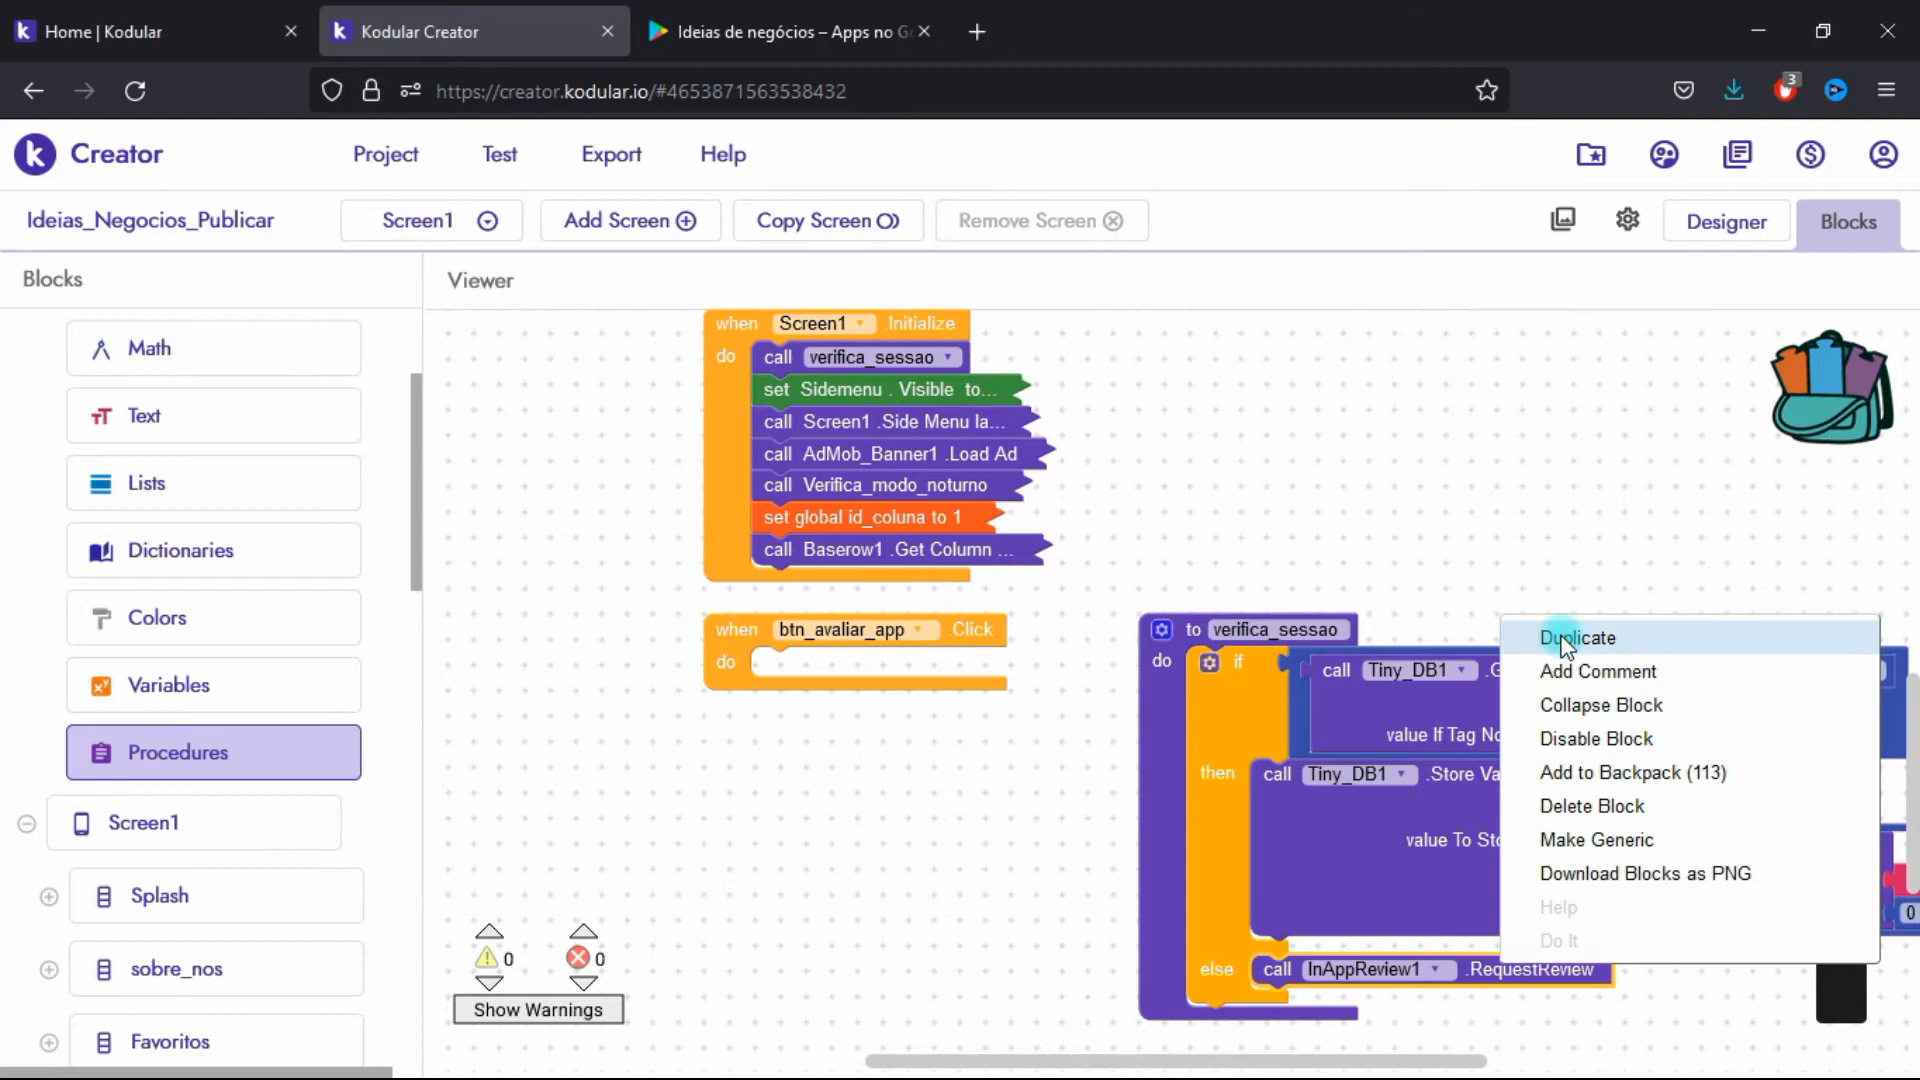 Home | Kodular
Kodular Creator
Ideias de negócios – Apps no G
https://creator.kodular.io/#4653871563538432
3
Creator
Project
Test
Export
Help
Ideias_Negocios_Publicar
Screen1
Add Screen
Copy Screen
Remove Screen
Designer
Blocks
Blocks
Viewer
Math
Text
Lists
Dictionaries
Colors
Variables
Procedures
Screen1
Splash
sobre_nos
Favoritos
when Screen1 .Initialize
do call verifica_sessao
set Sidemenu . Visible to...
call Screen1 .Side Menu la...
call AdMob_Banner1 .Load Ad
call Verifica_modo_noturno
set global id_coluna to 1
call Baserow1 .Get Column ...
when btn_avaliar_app .Click
do
to verifica_sessao
do if call Tiny_DB1
value If Tag No
then call Tiny_DB1 .Store Va
value To Sto
else call InAppReview1 .RequestReview
0
Duplicate
Add Comment
Collapse Block
Disable Block
Add to Backpack (113)
Delete Block
Make Generic
Download Blocks as PNG
Help
Do It
0 0
Show Warnings